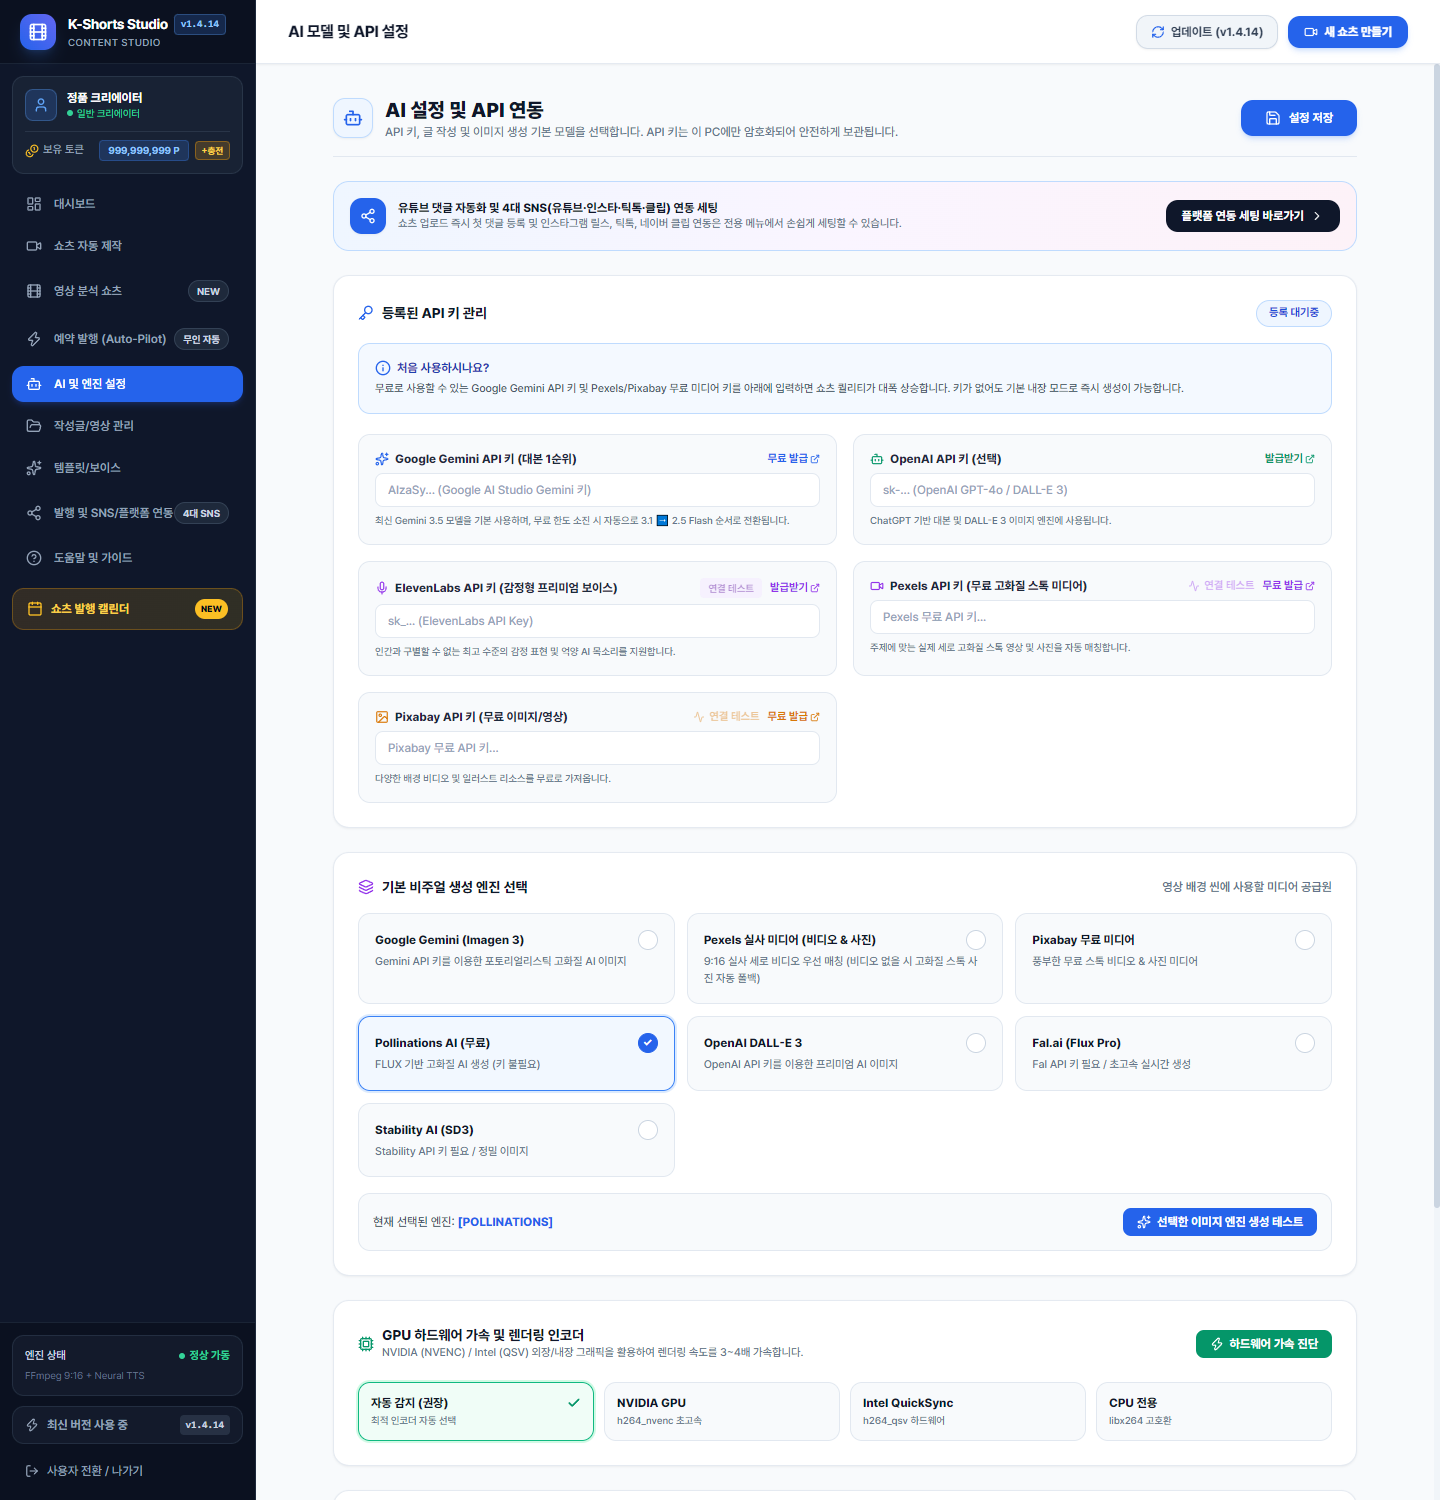 K-Shorts Studio v1.4.14
CONTENT STUDIO
정품 크리에이터
일반 크리에이터
보유 토큰 999,999,999 P +충전
대시보드
쇼츠 자동 제작
영상 분석 쇼츠 NEW
예약 발행 (Auto-Pilot) 무인 자동
AI 및 엔진 설정
작성글/영상 관리
템플릿/보이스
발행 및 SNS/플랫폼 연동 4대 SNS
도움말 및 가이드
쇼츠 발행 캘린더 NEW
엔진 상태 정상 가동
FFmpeg 9:16 + Neural TTS
최신 버전 사용 중 v1.4.14
사용자 전환 / 나가기
AI 모델 및 API 설정
업데이트 (v1.4.14)
새 쇼츠 만들기
AI 설정 및 API 연동
API 키, 글 작성 및 이미지 생성 기본 모델을 선택합니다. API 키는 이 PC에만 암호화되어 안전하게 보관됩니다.
설정 저장
유튜브 댓글 자동화 및 4대 SNS(유튜브·인스타·틱톡·클립) 연동 세팅
쇼츠 업로드 즉시 첫 댓글 등록 및 인스타그램 릴스, 틱톡, 네이버 클립 연동은 전용 메뉴에서 손쉽게 세팅할 수 있습니다.
플랫폼 연동 세팅 바로가기
등록된 API 키 관리
등록 대기중
처음 사용하시나요?
무료로 사용할 수 있는 Google Gemini API 키 및 Pexels/Pixabay 무료 미디어 키를 아래에 입력하면 쇼츠 퀄리티가 대폭 상승합니다. 키가 없어도 기본 내장 모드로 즉시 생성이 가능합니다.
Google Gemini API 키 (대본 1순위) 무료 발급
AIzaSy... (Google AI Studio Gemini 키)
최신 Gemini 3.5 모델을 기본 사용하며, 무료 한도 소진 시 자동으로 3.1 ➡ 2.5 Flash 순서로 전환됩니다.
OpenAI API 키 (선택) 발급받기
sk-... (OpenAI GPT-4o / DALL-E 3)
ChatGPT 기반 대본 및 DALL-E 3 이미지 엔진에 사용됩니다.
ElevenLabs API 키 (감정형 프리미엄 보이스) 연결 테스트 발급받기
sk_... (ElevenLabs API Key)
인간과 구별할 수 없는 최고 수준의 감정 표현 및 억양 AI 목소리를 지원합니다.
Pexels API 키 (무료 고화질 스톡 미디어) 연결 테스트 무료 발급
Pexels 무료 API 키...
주제에 맞는 실제 세로 고화질 스톡 영상 및 사진을 자동 매칭합니다.
Pixabay API 키 (무료 이미지/영상) 연결 테스트 무료 발급
Pixabay 무료 API 키...
다양한 배경 비디오 및 일러스트 리소스를 무료로 가져옵니다.
기본 비주얼 생성 엔진 선택
영상 배경 씬에 사용할 미디어 공급원
Google Gemini (Imagen 3)
Gemini API 키를 이용한 포토리얼리스틱 고화질 AI 이미지
Pexels 실사 미디어 (비디오 & 사진)
9:16 실사 세로 비디오 우선 매칭 (비디오 없을 시 고화질 스톡 사
진 자동 폴백)
Pixabay 무료 미디어
풍부한 무료 스톡 비디오 & 사진 미디어
Pollinations AI (무료)
FLUX 기반 고화질 AI 생성 (키 불필요)
OpenAI DALL-E 3
OpenAI API 키를 이용한 프리미엄 AI 이미지
Fal.ai (Flux Pro)
Fal API 키 필요 / 초고속 실시간 생성
Stability AI (SD3)
Stability API 키 필요 / 정밀 이미지
현재 선택된 엔진: [POLLINATIONS]
선택한 이미지 엔진 생성 테스트
GPU 하드웨어 가속 및 렌더링 인코더
NVIDIA (NVENC) / Intel (QSV) 외장/내장 그래픽을 활용하여 렌더링 속도를 3~4배 가속합니다.
하드웨어 가속 진단
자동 감지 (권장)
최적 인코더 자동 선택
NVIDIA GPU
h264_nvenc 초고속
Intel QuickSync
h264_qsv 하드웨어
CPU 전용
libx264 고호환